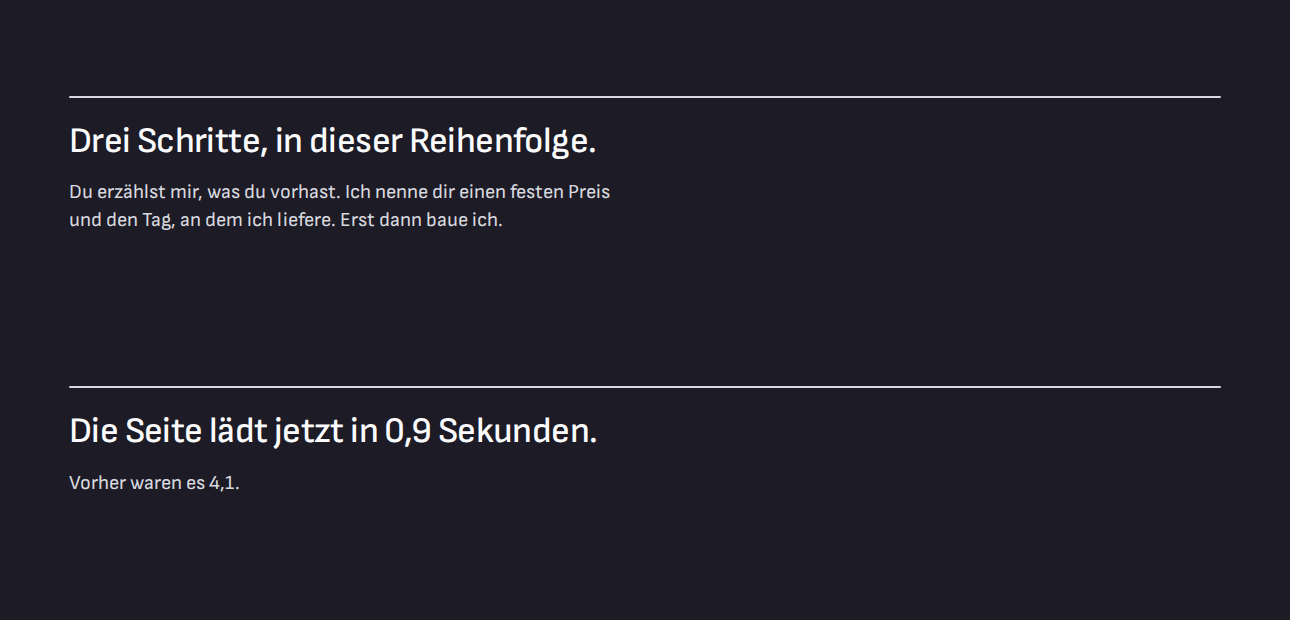 Drei Schritte, in dieser Reihenfolge.
Du erzählst mir, was du vorhast. Ich nenne dir einen festen Preis
und den Tag, an dem ich liefere. Erst dann baue ich.
Die Seite lädt jetzt in 0,9 Sekunden.
Vorher waren es 4,1.